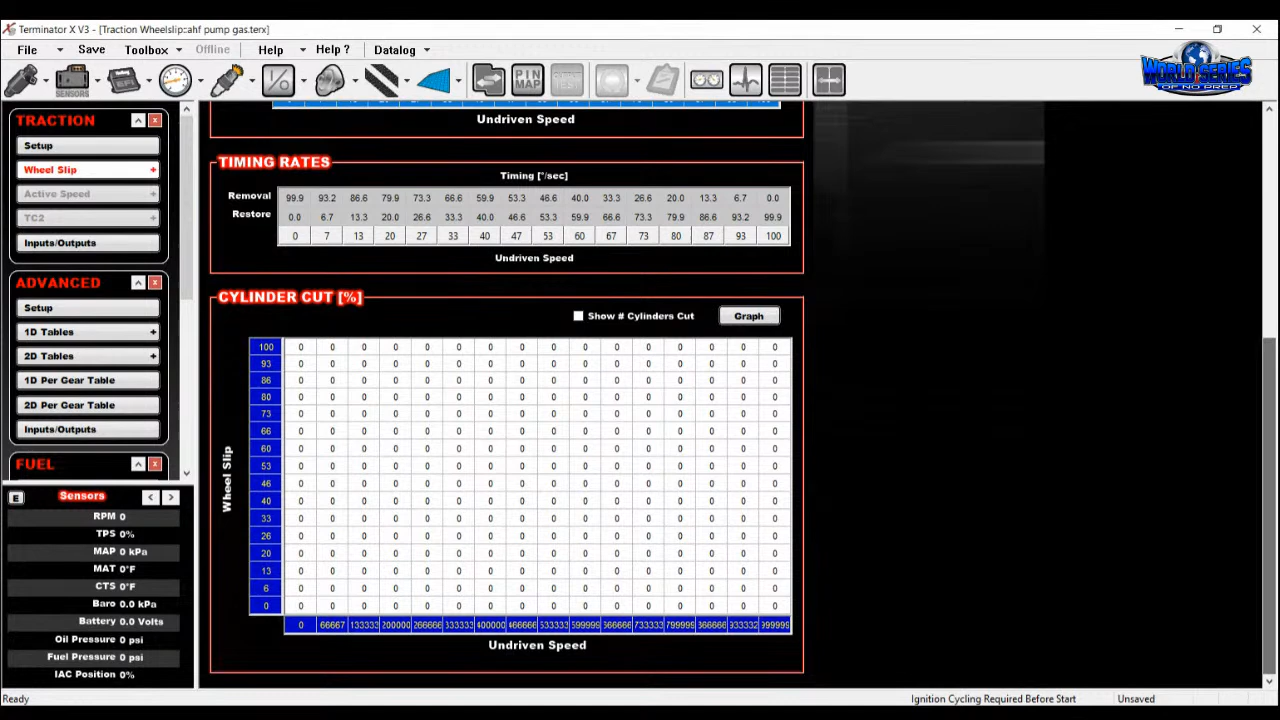 Terminator X V3 - [Traction Wheelslip::ahf pump gas.terx]
File Save Toolbox Offline Help Help ? Datalog
WORLD SERIES
OF NO PREP
SENSORS
PIN
MAP
TRACTION
Setup
Wheel Slip +
Active Speed +
TC2 +
Inputs/Outputs
ADVANCED
Setup
1D Tables +
2D Tables +
1D Per Gear Table
2D Per Gear Table
Inputs/Outputs
FUEL
E Sensors < >
RPM 0
TPS 0%
MAP 0 kPa
MAT 0°F
CTS 0°F
Baro 0.0 kPa
Battery 0.0 Volts
Oil Pressure 0 psi
Fuel Pressure 0 psi
IAC Position 0%
Undriven Speed
TIMING RATES
Timing [°/sec]
Removal 99.9 93.2 86.6 79.9 73.3 66.6 59.9 53.3 46.6 40.0 33.3 26.6 20.0 13.3 6.7 0.0
Restore 0.0 6.7 13.3 20.0 26.6 33.3 40.0 46.6 53.3 59.9 66.6 73.3 79.9 86.6 93.2 99.9
0 7 13 20 27 33 40 47 53 60 67 73 80 87 93 100
Undriven Speed
CYLINDER CUT [%]
Show # Cylinders Cut Graph
Wheel Slip
100 0 0 0 0 0 0 0 0 0 0 0 0 0 0 0 0
93 0 0 0 0 0 0 0 0 0 0 0 0 0 0 0 0
86 0 0 0 0 0 0 0 0 0 0 0 0 0 0 0 0
80 0 0 0 0 0 0 0 0 0 0 0 0 0 0 0 0
73 0 0 0 0 0 0 0 0 0 0 0 0 0 0 0 0
66 0 0 0 0 0 0 0 0 0 0 0 0 0 0 0 0
60 0 0 0 0 0 0 0 0 0 0 0 0 0 0 0 0
53 0 0 0 0 0 0 0 0 0 0 0 0 0 0 0 0
46 0 0 0 0 0 0 0 0 0 0 0 0 0 0 0 0
40 0 0 0 0 0 0 0 0 0 0 0 0 0 0 0 0
33 0 0 0 0 0 0 0 0 0 0 0 0 0 0 0 0
26 0 0 0 0 0 0 0 0 0 0 0 0 0 0 0 0
20 0 0 0 0 0 0 0 0 0 0 0 0 0 0 0 0
13 0 0 0 0 0 0 0 0 0 0 0 0 0 0 0 0
6 0 0 0 0 0 0 0 0 0 0 0 0 0 0 0 0
0 0 0 0 0 0 0 0 0 0 0 0 0 0 0 0 0
0 66667 133333 200000 266666 333333 400000 466666 533333 599999 666666 733333 799999 366666 933332 999999
Undriven Speed
Ready
Ignition Cycling Required Before Start Unsaved